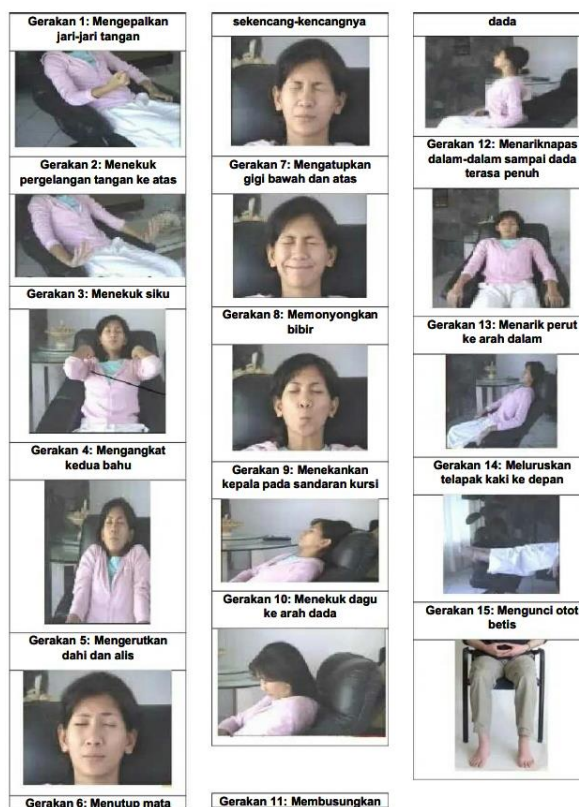 Gerakan 1: Mengepalkan
jari-jari tangan
Gerakan 2: Menekuk
pergelangan tangan ke atas
Gerakan 3: Menekuk siku
Gerakan 4: Mengangkat
kedua bahu
Gerakan 5: Mengerutkan
dahi dan alis
Gerakan 6: Menutup mata
sekencang-kencangnya
Gerakan 7: Mengatupkan
gigi bawah dan atas
Gerakan 8: Memonyongkan
bibir
Gerakan 9: Menekankan
kepala pada sandaran kursi
Gerakan 10: Menekuk dagu
ke arah dada
Gerakan 11: Membusungkan
dada
Gerakan 12: Menariknapas
dalam-dalam sampai dada
terasa penuh
Gerakan 13: Menarik perut
ke arah dalam
Gerakan 14: Meluruskan
telapak kaki ke depan
Gerakan 15: Mengunci otot
betis